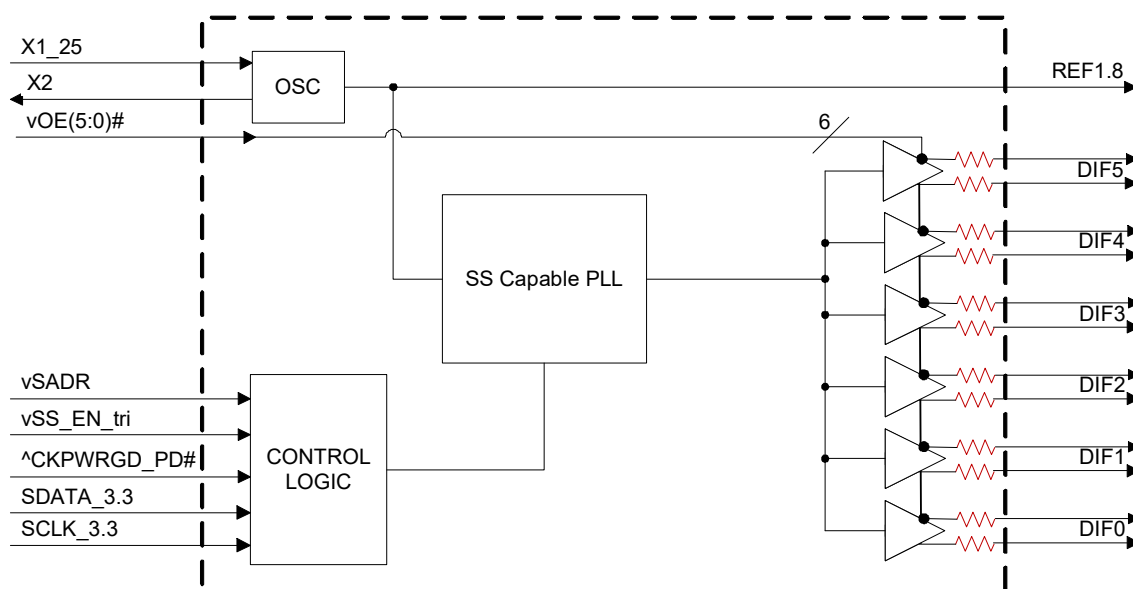 X1_25
X2
vOE(5:0)#
OSC
REF1.8
6
DIF5
DIF4
SS Capable PLL
DIF3
DIF2
DIF1
DIF0
vSADR
vSS_EN_tri
^CKPWRGD_PD#
SDATA_3.3
SCLK_3.3
CONTROL
LOGIC